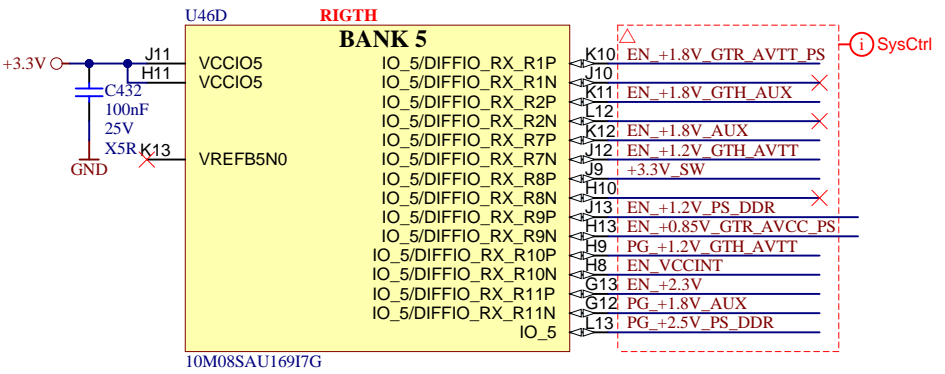 U46D RIGTH
BANK 5
+3.3V J11 VCCIO5 IO_5/DIFFIO_RX_R1P K10 EN_+1.8V_GTR_AVTT_PS i SysCtrl
H11 VCCIO5 IO_5/DIFFIO_RX_R1N J10
C432 IO_5/DIFFIO_RX_R2P K11 EN_+1.8V_GTH_AUX
100nF IO_5/DIFFIO_RX_R2N L12
25V IO_5/DIFFIO_RX_R7P K12 EN_+1.8V_AUX
X5R K13 VREFB5N0 IO_5/DIFFIO_RX_R7N J12 EN_+1.2V_GTH_AVTT
GND IO_5/DIFFIO_RX_R8P J9 +3.3V_SW
IO_5/DIFFIO_RX_R8N H10
IO_5/DIFFIO_RX_R9P J13 EN_+1.2V_PS_DDR
IO_5/DIFFIO_RX_R9N H13 EN_+0.85V_GTR_AVCC_PS
IO_5/DIFFIO_RX_R10P H9 PG_+1.2V_GTH_AVTT
IO_5/DIFFIO_RX_R10N H8 EN_VCCINT
IO_5/DIFFIO_RX_R11P G13 EN_+2.3V
IO_5/DIFFIO_RX_R11N G12 PG_+1.8V_AUX
IO_5 L13 PG_+2.5V_PS_DDR
10M08SAU169I7G